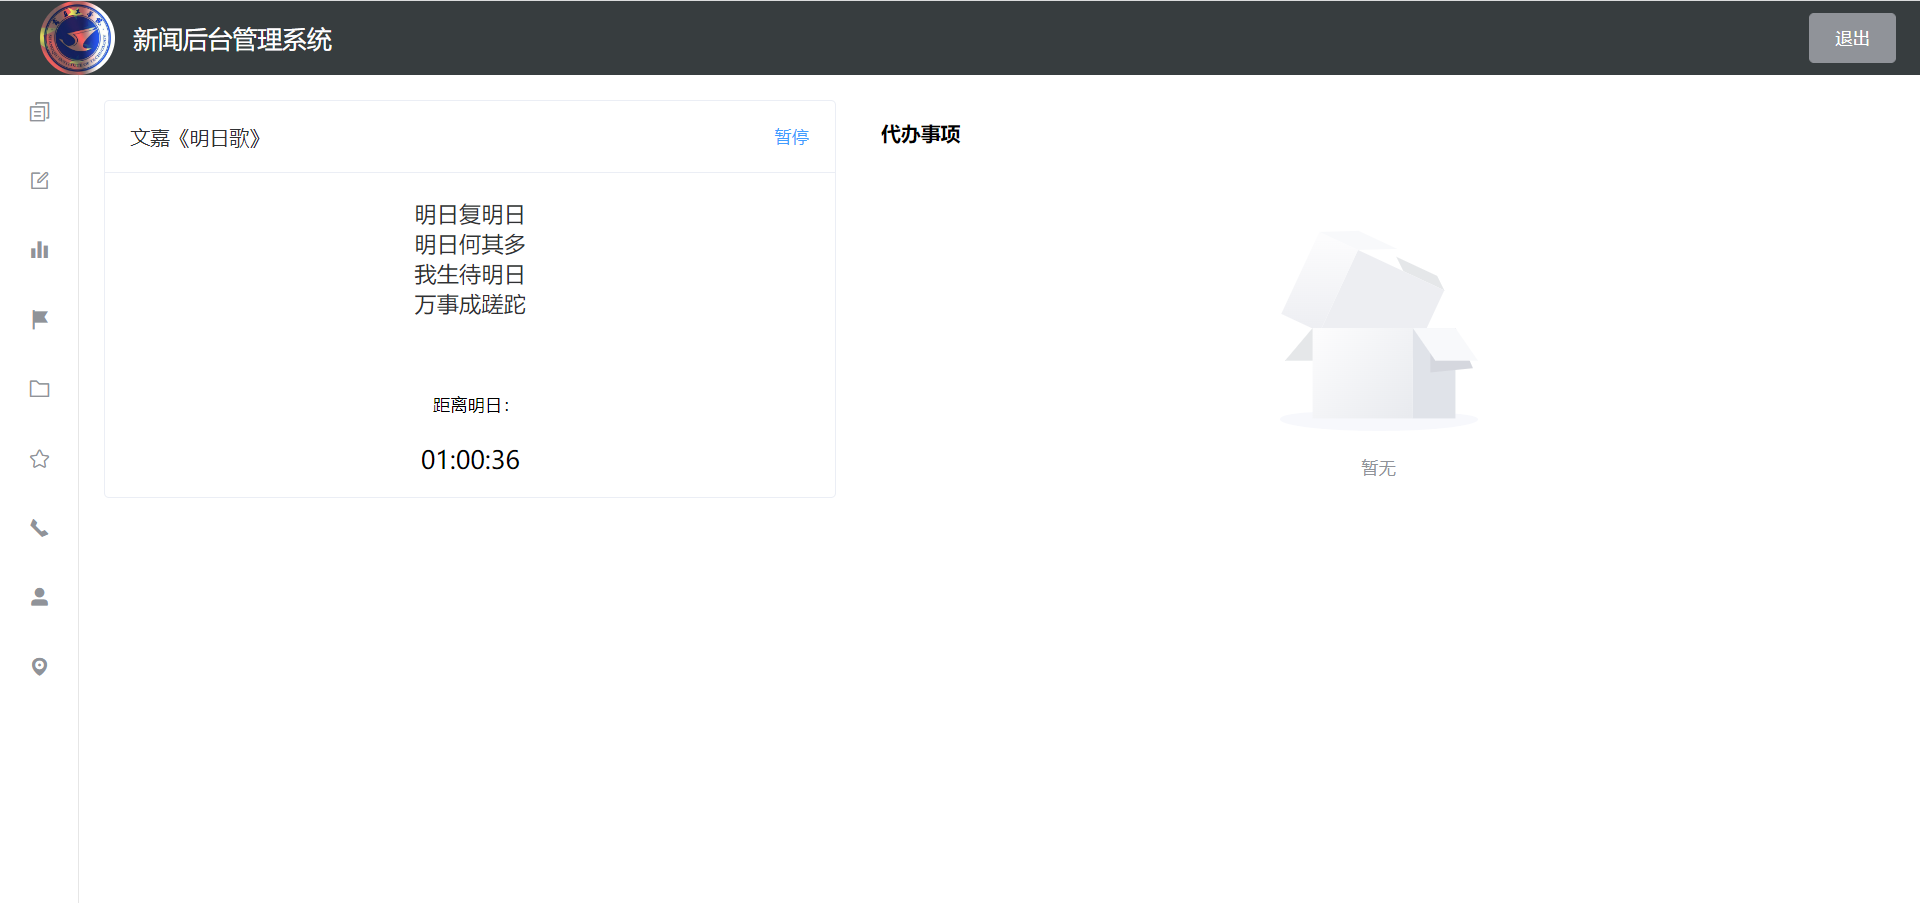 新闻后台管理系统
退出
文嘉《明日歌》
暂停
明日复明日
明日何其多
我生待明日
万事成蹉跎
距离明日：
01:00:36
代办事项
暂无